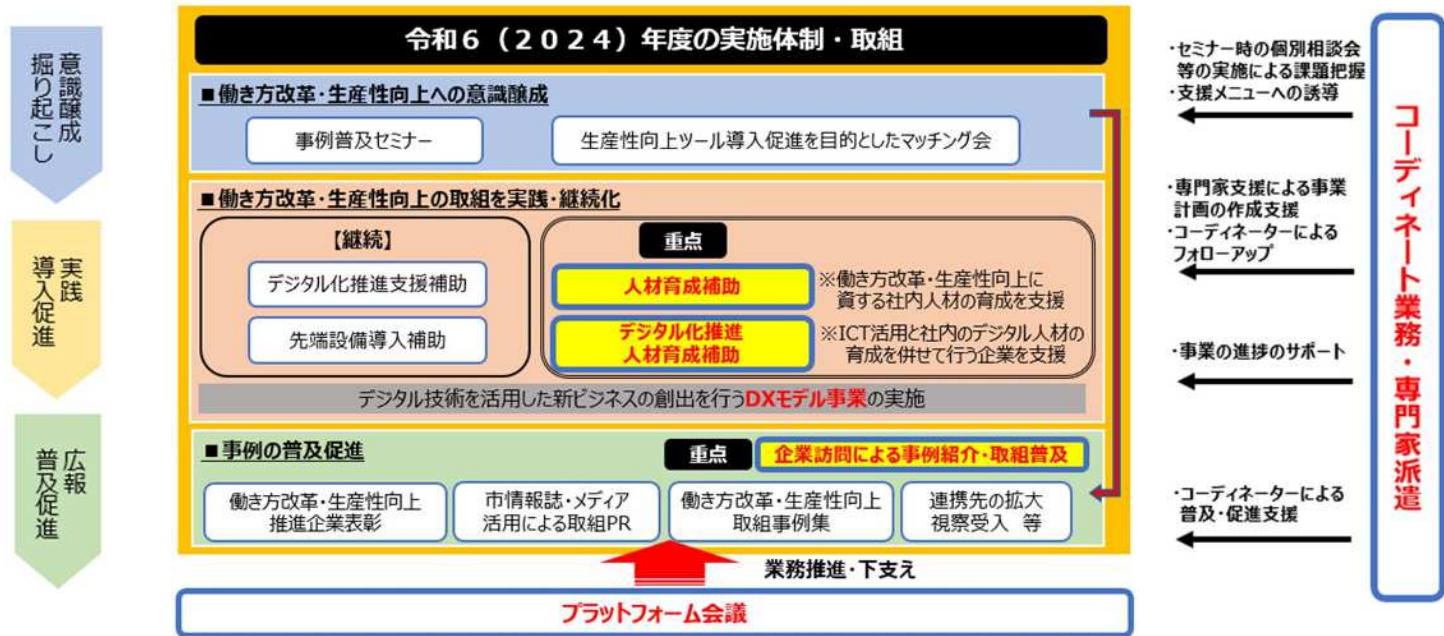 令和６（２０２４）年度の実施体制・取組
意識醸成
掘り起こし
■働き方改革・生産性向上への意識醸成
事例普及セミナー
生産性向上ツール導入促進を目的としたマッチング会
・セミナー時の個別相談会
等の実施による課題把握
・支援メニューへの誘導
実践
導入促進
■働き方改革・生産性向上の取組を実践・継続化
【継続】
デジタル化推進支援補助
先端設備導入補助
重点
人材育成補助
※働き方改革・生産性向上に
資する社内人材の育成を支援
デジタル化推進
人材育成補助
※ICT活用と社内のデジタル人材の
育成を併せて行う企業を支援
デジタル技術を活用した新ビジネスの創出を行うDXモデル事業の実施
・専門家支援による事業
計画の作成支援
・コーディネーターによる
フォローアップ
・事業の進捗のサポート
広報
普及促進
■事例の普及促進
重点
企業訪問による事例紹介・取組普及
働き方改革・生産性向上
推進企業表彰
市情報誌・メディア
活用による取組PR
働き方改革・生産性向上
取組事例集
連携先の拡大
視察受入　等
・コーディネーターによる
普及・促進支援
コーディネート業務・専門家派遣
業務推進・下支え
プラットフォーム会議